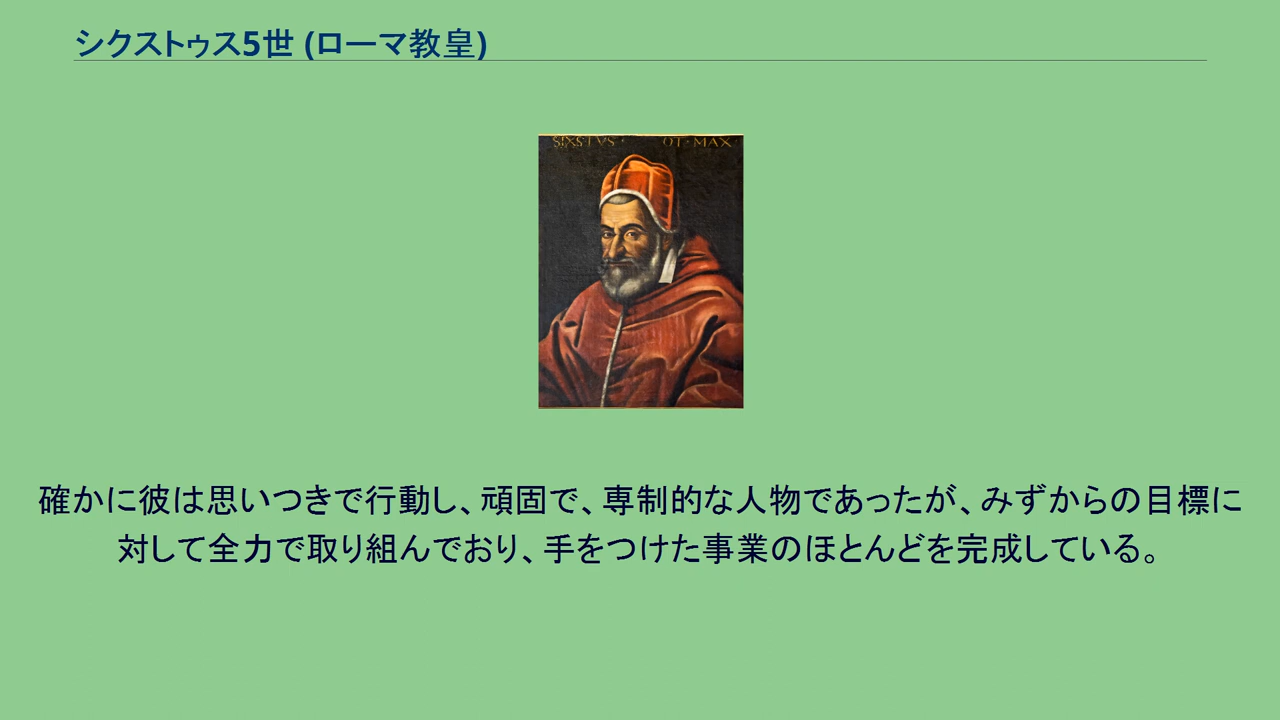 シクストゥス5世 (ローマ教皇)
SIXSTVS OT·MAX
確かに彼は思いつきで行動し、頑固で、専制的な人物であったが、みずからの目標に
対して全力で取り組んでおり、手をつけた事業のほとんどを完成している。